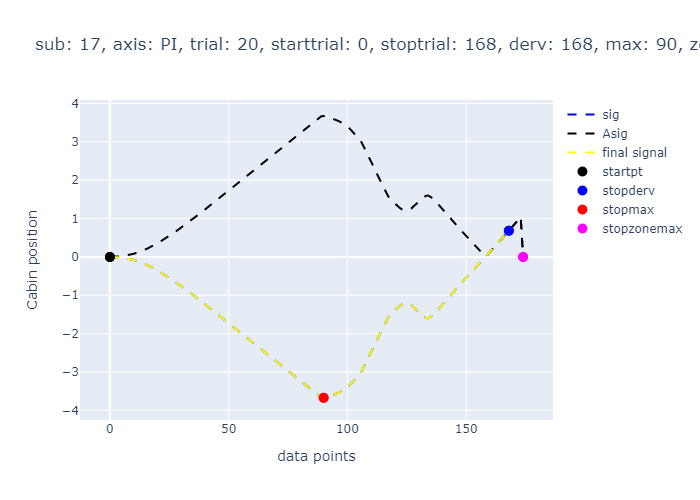 sub: 17, axis: PI, trial: 20, starttrial: 0, stoptrial: 168, derv: 168, max: 90,
4
3
2
1
0
−1
−2
−3
−4
Cabin position
0
50
100
150
data points
sig
Asig
final signal
startpt
stopderv
stopmax
stopzonemax